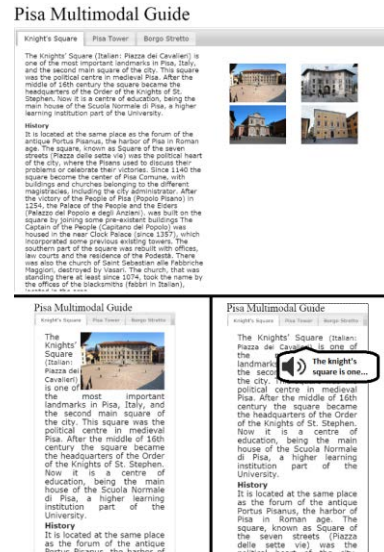 Pisa Multimodal Guide
Knight's Square Pisa Tower Borgo Stretto
The Knights' Square (Italian: Piazza dei Cavalieri) is
one of the most important landmarks in Pisa, Italy,
and the second main square of the city. This square
was the political centre in medieval Pisa. After the
middle of 16th century the square became the
headquarters of the Order of the Knights of St.
Stephen. Now it is a centre of education, being the
main house of the Scuola Normale di Pisa, a higher
learning institution part of the University.
History
It is located at the same place as the forum of the
antique Portus Pisanus, the harbor of Pisa in Roman
age. The square, known as Square of the seven
streets (Piazza delle sette vie) was the political heart
of the city, where the Pisans used to discuss their
problems or celebrate their victories. Since 1140 the
square become the center of Pisa Comune, with
buildings and churches belonging to the different
magistracies, including the city administrator. After
the victory of the People of Pisa (Popolo Pisano) in
1254, the Palace of the People and the Elders
(Palazzo del Popolo e degli Anziani). was built on the
square by joining some pre-existent buildings The
Captain of the People (Capitano del Popolo) was
housed in the near Clock Palace (since 1357), which
incorporated some previous existing towers. The
southern part of the square was rebuilt with offices,
law courts and the residence of the Podestà. There
was also the church of Saint Sebastian alle Fabbriche
Maggiori, destroyed by Vasari. The church, that was
standing there at least since 1074, took the name by
the offices of the blacksmiths (fabbri in Italian),
Pisa Multimodal Guide
Knight's Square Pisa Tower Borgo Stretto
The
Knights'
Square
(Italian:
Piazza dei
Cavalieri)
is one of
the most important
landmarks in Pisa, Italy, and
the second main square of
the city. This square was the
political centre in medieval
Pisa. After the middle of 16th
century the square became
the headquarters of the Order
of the Knights of St. Stephen.
Now it is a centre of
education, being the main
house of the Scuola Normale
di Pisa, a higher learning
institution part of the
University.
History
It is located at the same place
as the forum of the antique
Portus Pisanus, the harbor of
Pisa Multimodal Guide
Knight's Square Pisa Tower Borgo Stretto
The Knights' Square (Italian:
Piazza dei Cavalieri) is one of
the
landmarks
the second
the city.
political centre in medieval
Pisa. After the middle of 16th
century the square became
the headquarters of the Order
of the Knights of St. Stephen.
Now it is a centre of
education, being the main
house of the Scuola Normale
di Pisa, a higher learning
institution part of the
University.
History
It is located at the same place
as the forum of the antique
Portus Pisanus, the harbor of
Pisa in Roman age. The
square, known as Square of
the seven streets (Piazza
delle sette vie) was the
The knight's
square is one...